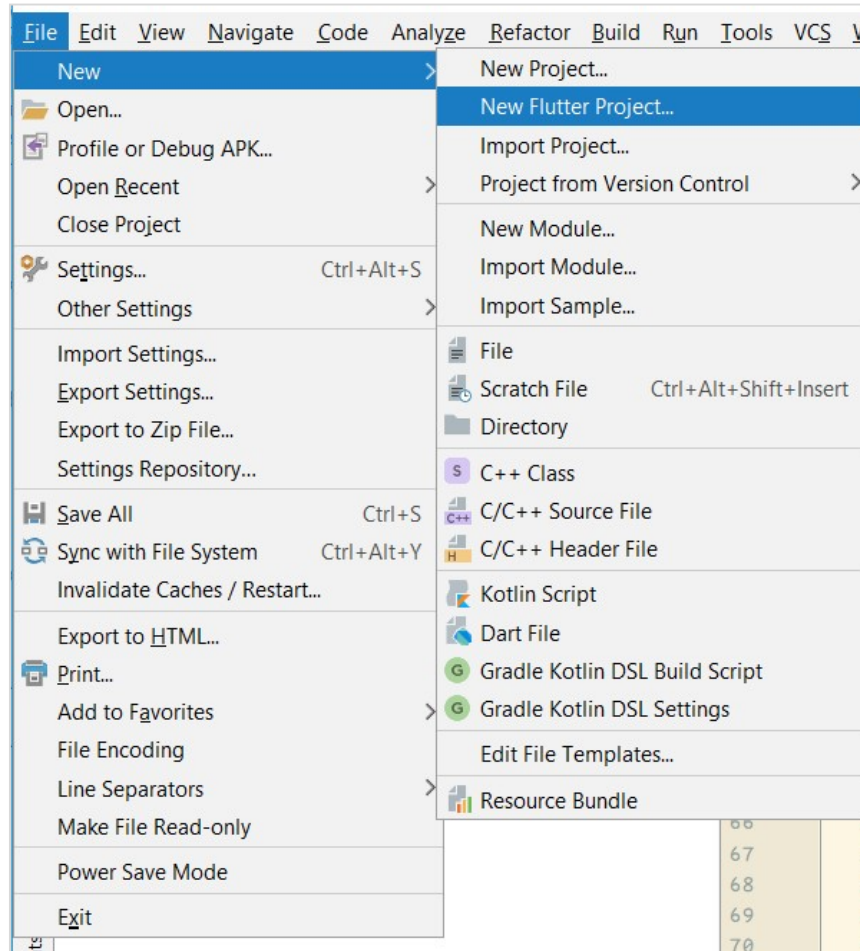 File Edit View Navigate Code Analyze Refactor Build Run Tools VCS
New
Open...
Profile or Debug APK...
Open Recent
Close Project
Settings... Ctrl+Alt+S
Other Settings
Import Settings...
Export Settings...
Export to Zip File...
Settings Repository...
Save All Ctrl+S
Sync with File System Ctrl+Alt+Y
Invalidate Caches / Restart...
Export to HTML...
Print...
Add to Favorites
File Encoding
Line Separators
Make File Read-only
Power Save Mode
Exit
New Project...
New Flutter Project...
Import Project...
Project from Version Control
New Module...
Import Module...
Import Sample...
File
Scratch File Ctrl+Alt+Shift+Insert
Directory
S C++ Class
C++ C/C++ Source File
H C/C++ Header File
Kotlin Script
Dart File
G Gradle Kotlin DSL Build Script
G Gradle Kotlin DSL Settings
Edit File Templates...
Resource Bundle
66
67
68
69
70
ts